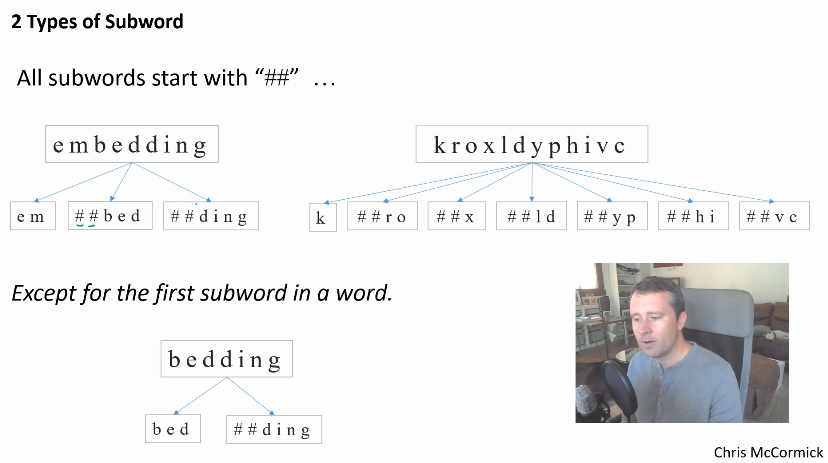 2 Types of Subword
All subwords start with “##” …
embedding
kroxldyphivc
em ##bed ##ding
k ##ro ##x ##ld ##yp ##hi ##vc
Except for the first subword in a word.
bedding
bed ##ding
Chris McCormick